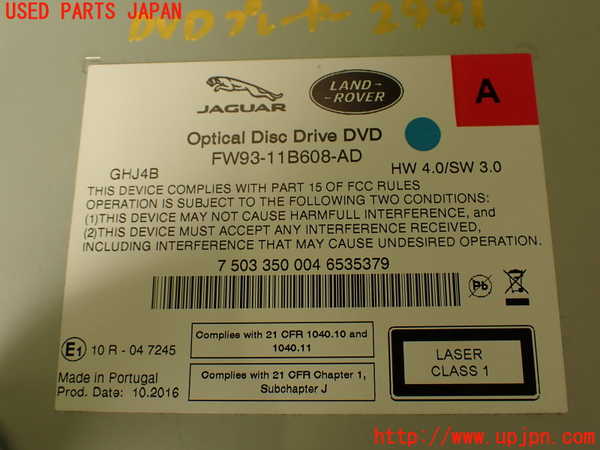 USED PARTS JAPAN
DVDプレーヤー 2991
JAGUAR
LAND-
-ROVER
A
Optical Disc Drive DVD
FW93-11B608-AD
GHJ4B
HW 4.0/SW 3.0
THIS DEVICE COMPLIES WITH PART 15 OF FCC RULES
OPERATION IS SUBJECT TO THE FOLLOWING TWO CONDITIONS:
(1)THIS DEVICE MAY NOT CAUSE HARMFULL INTERFERENCE, and
(2)THIS DEVICE MUST ACCEPT ANY INTERFERENCE RECEIVED,
INCLUDING INTERFERENCE THAT MAY CAUSE UNDESIRED OPERATION.
7 503 350 004 6535379
Pb
E1 10 R - 04 7245
Complies with 21 CFR 1040.10 and
1040.11
Made in Portugal
Prod. Date: 10.2016
Complies with 21 CFR Chapter 1,
Subchapter J
LASER
CLASS 1
http://www.upjpn.com/